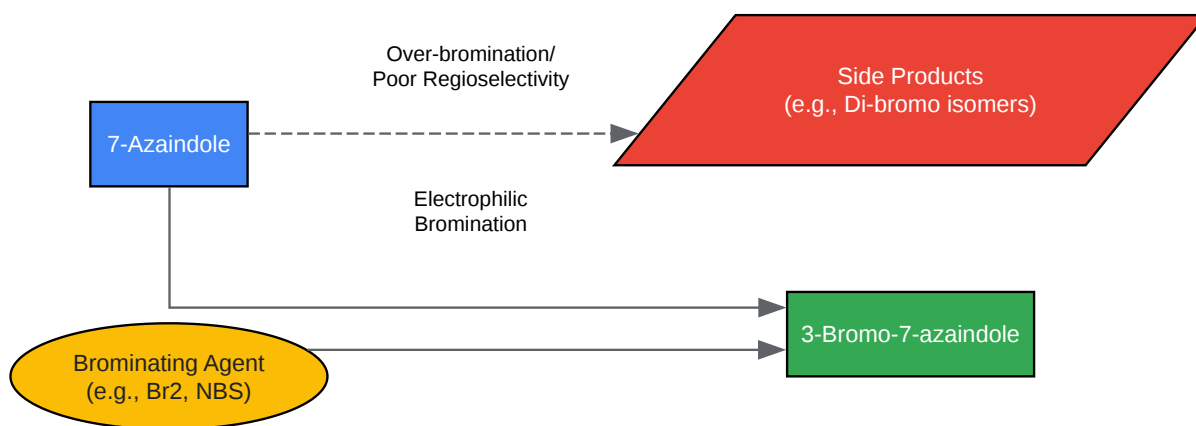 Over-bromination/
Poor Regioselectivity
Side Products
(e.g., Di-bromo isomers)
7-Azaindole
Electrophilic
Bromination
3-Bromo-7-azaindole
Brominating Agent
(e.g., Br2, NBS)